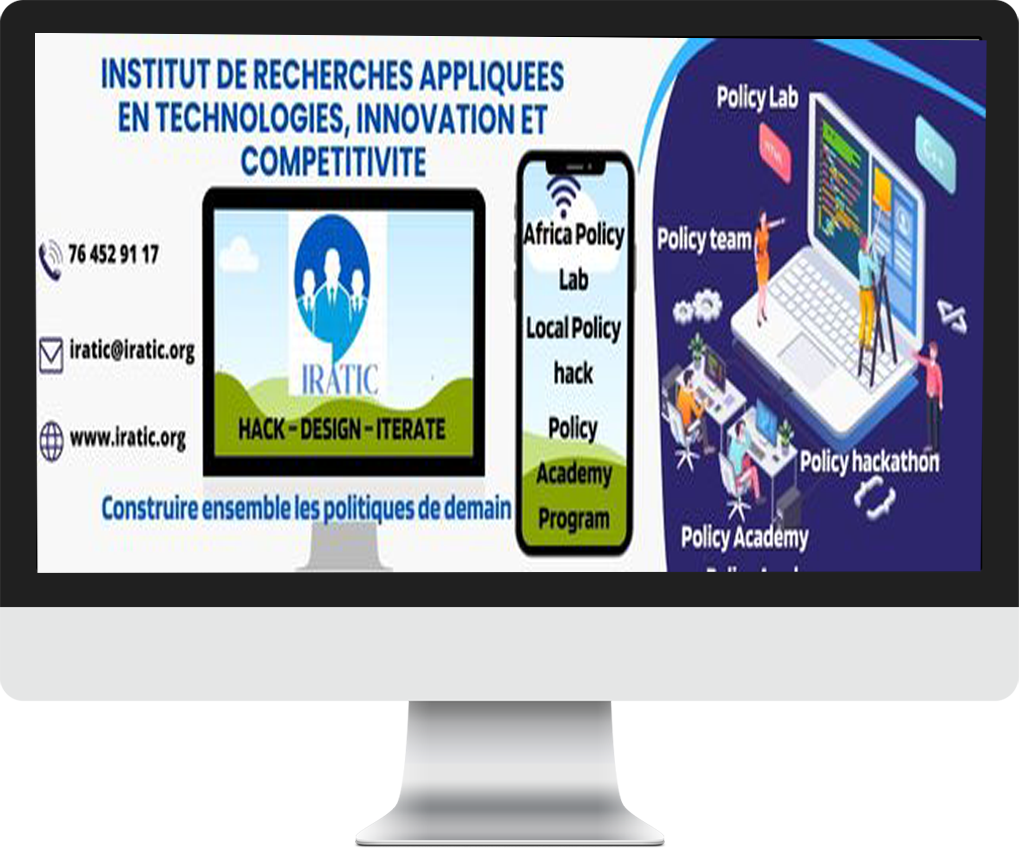 INSTITUT DE RECHERCHES APPLIQUEES
EN TECHNOLOGIES, INNOVATION ET
COMPETITIVITE
76 452 91 17
iratic@iratic.org
www.iratic.org
IRATIC
HACK – DESIGN – ITERATE
Construire ensemble les politiques de demain
Africa Policy
Lab
Local Policy
hack
Policy
Academy
Program
Policy Lab
HTML
C++
Policy team
Policy hackathon
Policy Academy